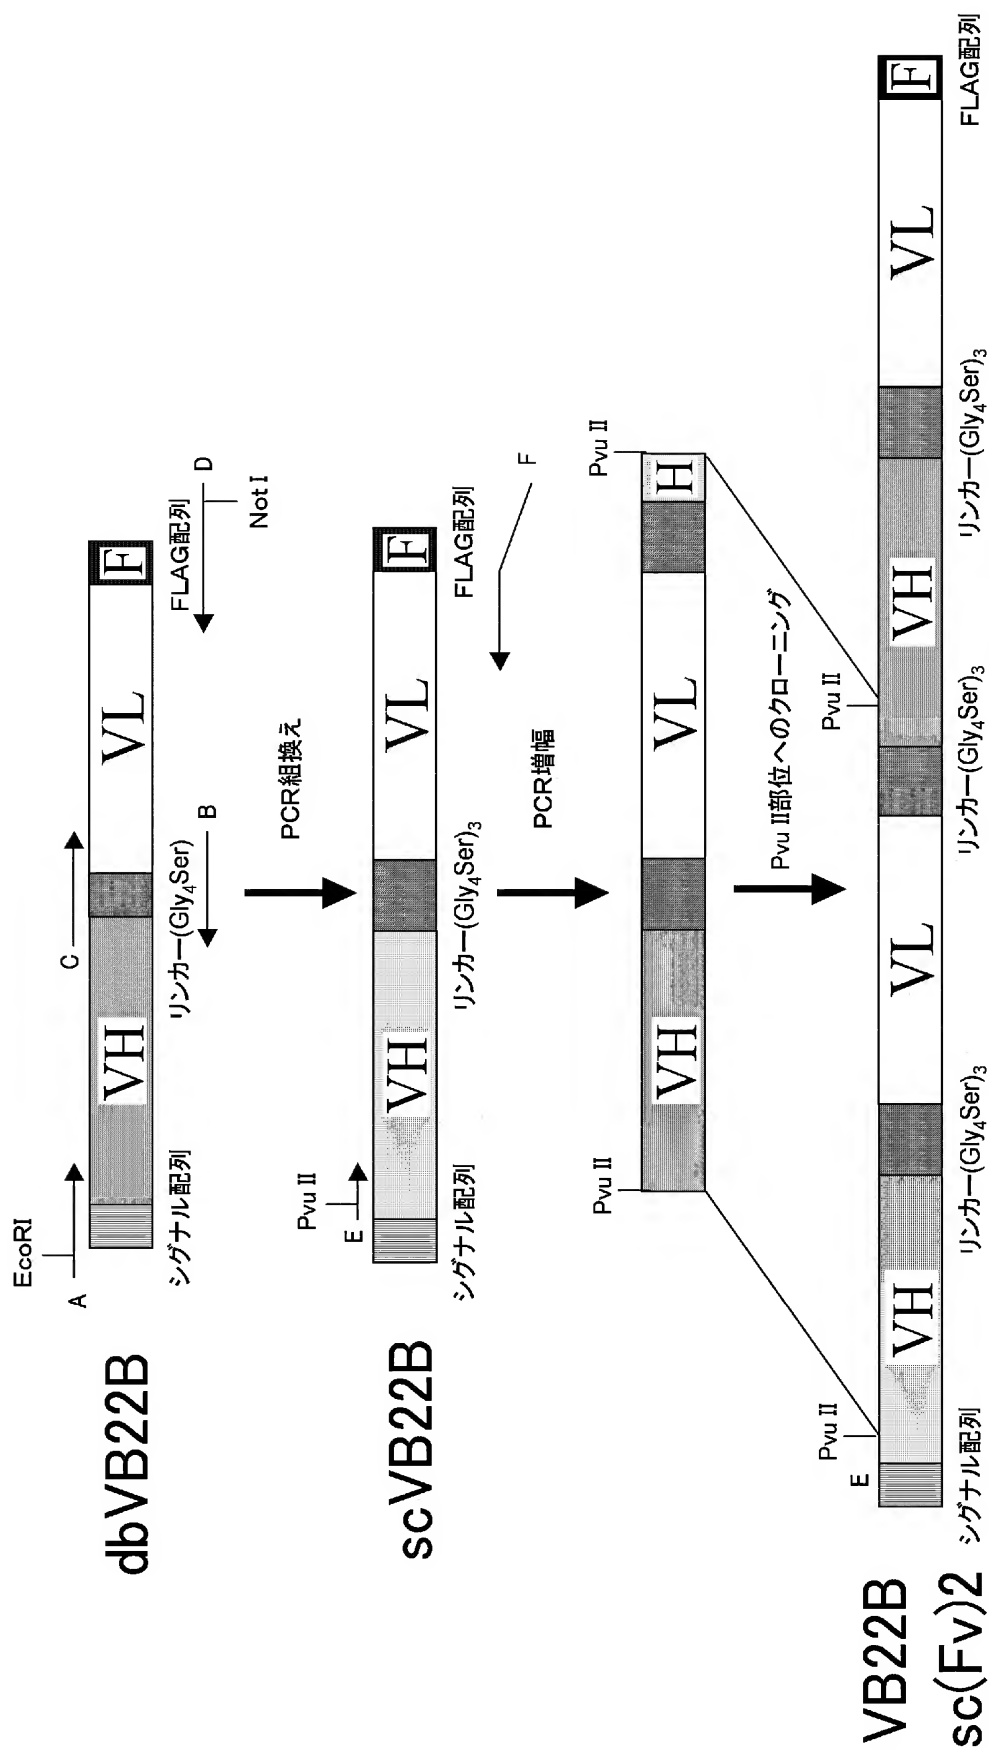 dbVB22B
EcoRI
A
C
VH
VL
F
シグナル配列
リンカー(Gly4Ser)
B
FLAG配列
D
Not I
PCR組換え
scVB22B
Pvu II
E
VH
VL
F
シグナル配列
リンカー(Gly4Ser)3
FLAG配列
F
PCR増幅
Pvu II
Pvu II
VH
VL
H
Pvu II部位へのクローニング
VB22B
sc(Fv)2
E
Pvu II
Pvu II
VH
VL
VH
VL
F
シグナル配列
リンカー(Gly4Ser)3
リンカー(Gly4Ser)3
リンカー(Gly4Ser)3
FLAG配列